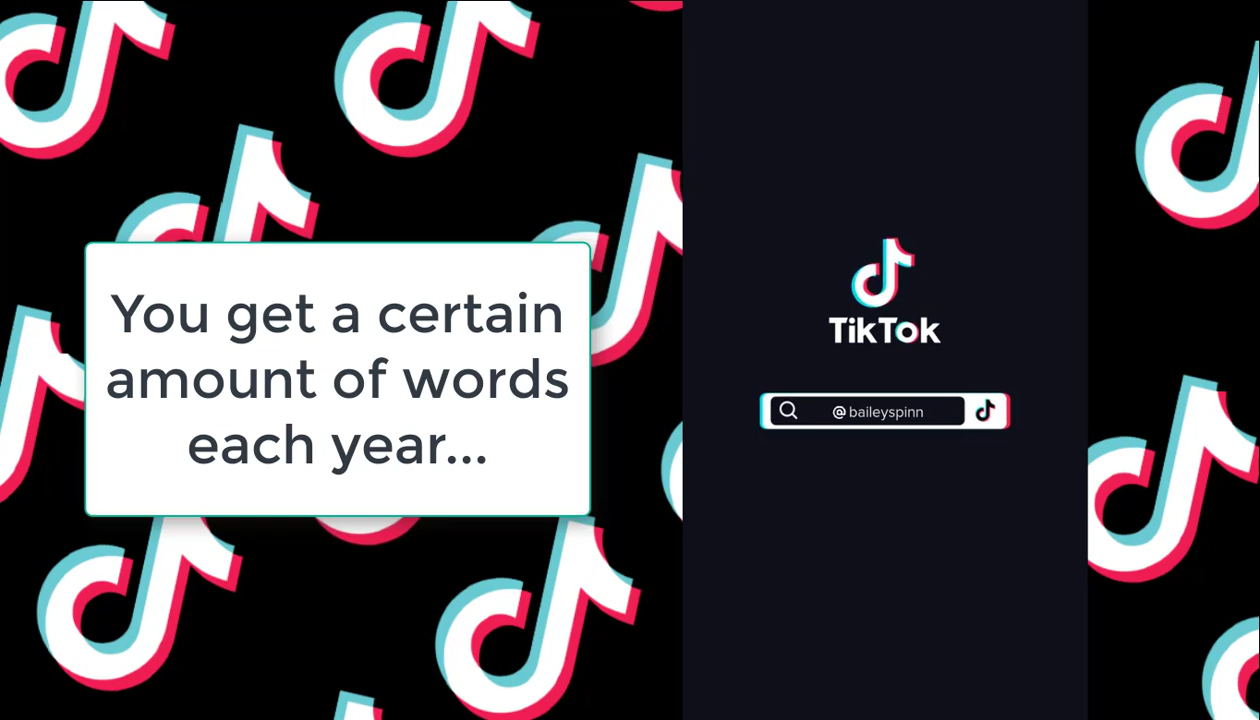 You get a certain
amount of words
each year...
TikTok
@baileyspinn